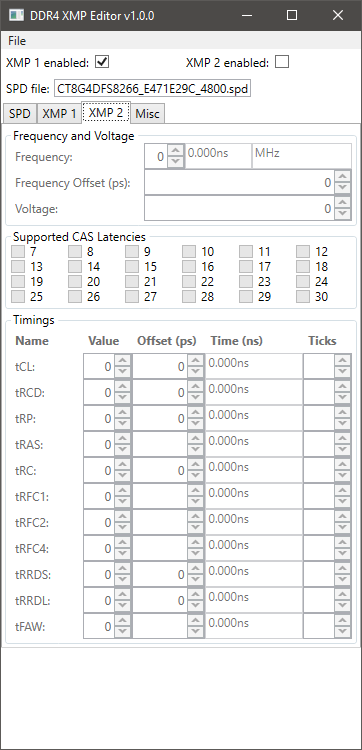 DDR4 XMP Editor v1.0.0
File
XMP 1 enabled: XMP 2 enabled:
SPD file: CT8G4DFS8266_E471E29C_4800.spd
SPD XMP 1 XMP 2 Misc
Frequency and Voltage
Frequency: 0 0.000ns MHz
Frequency Offset (ps): 0
Voltage: 0
Supported CAS Latencies
7 8 9 10 11 12
13 14 15 16 17 18
19 20 21 22 23 24
25 26 27 28 29 30
Timings
Name Value Offset (ps) Time (ns) Ticks
tCL: 0 0 0.000ns
tRCD: 0 0 0.000ns
tRP: 0 0 0.000ns
tRAS: 0 0.000ns
tRC: 0 0 0.000ns
tRFC1: 0 0.000ns
tRFC2: 0 0.000ns
tRFC4: 0 0.000ns
tRRDS: 0 0 0.000ns
tRRDL: 0 0 0.000ns
tFAW: 0 0.000ns